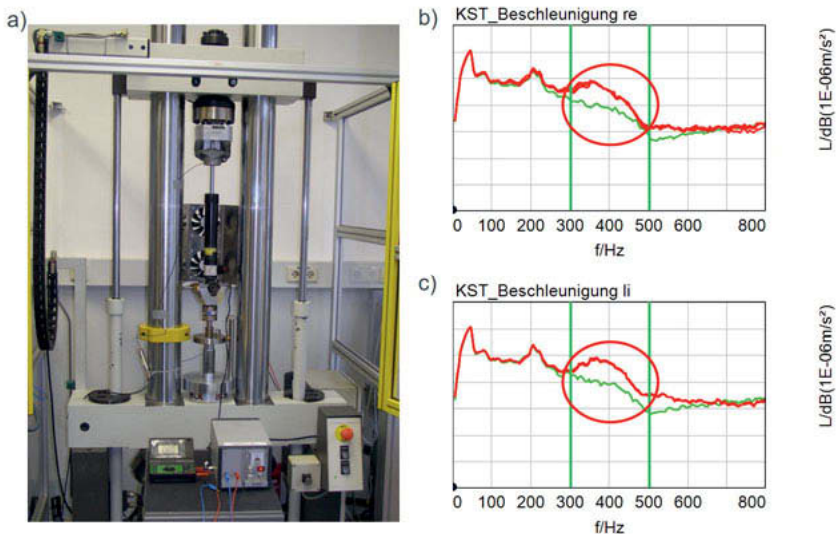 a)
b)
KST_Beschleunigung re
L/dB(1E-06m/s²)
0 100 200 300 400 500 600 800
f/Hz
c)
KST_Beschleunigung li
L/dB(1E-06m/s²)
0 100 200 300 400 500 600 800
f/Hz